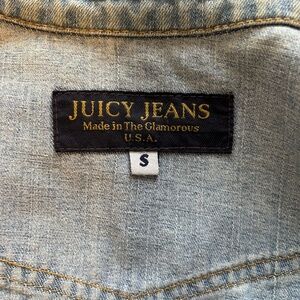 JUICY JEANS
Made in The Glamorous
U.S.A.
S